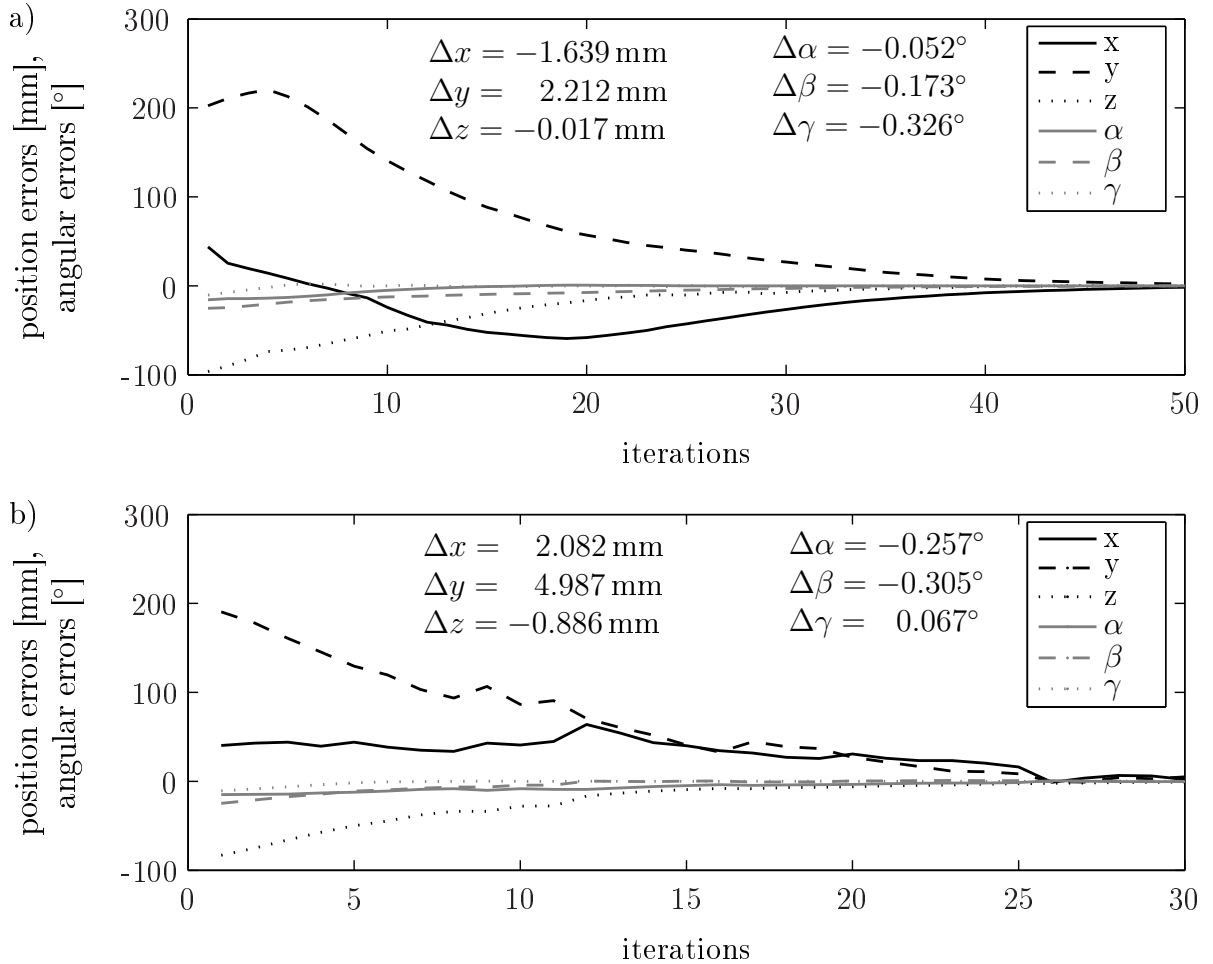 a)
position errors [mm],
angular errors [°]
300
200
100
0
-100
Δx = −1.639 mm
Δy = 2.212 mm
Δz = −0.017 mm
Δα = −0.052°
Δβ = −0.173°
Δγ = −0.326°
x
y
z
α
β
γ
0 10 20 30 40 50
iterations
b)
position errors [mm],
angular errors [°]
300
200
100
0
-100
Δx = 2.082 mm
Δy = 4.987 mm
Δz = −0.886 mm
Δα = −0.257°
Δβ = −0.305°
Δγ = 0.067°
x
y
z
α
β
γ
0 5 10 15 20 25 30
iterations